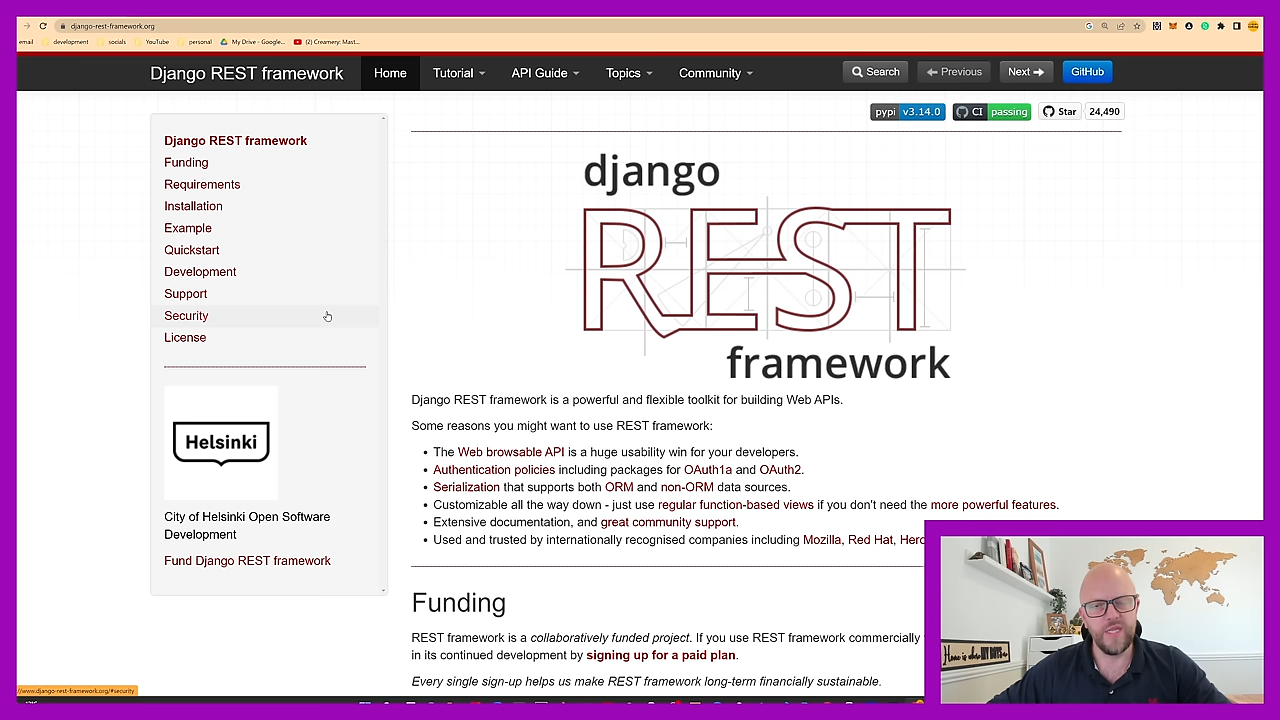 django-rest-framework.org
email development socials YouTube personal My Drive - Google... (2) Creamery: Mast...
Django REST framework Home Tutorial API Guide Topics Community Search Previous Next GitHub
pypi v3.14.0 CI passing Star 24,490
Django REST framework
Funding
Requirements
Installation
Example
Quickstart
Development
Support
Security
License
Helsinki
City of Helsinki Open Software
Development
Fund Django REST framework
django
REST
framework
Django REST framework is a powerful and flexible toolkit for building Web APIs.
Some reasons you might want to use REST framework:
• The Web browsable API is a huge usability win for your developers.
• Authentication policies including packages for OAuth1a and OAuth2.
• Serialization that supports both ORM and non-ORM data sources.
• Customizable all the way down - just use regular function-based views if you don't need the more powerful features.
• Extensive documentation, and great community support.
• Used and trusted by internationally recognised companies including Mozilla, Red Hat, Herc
Funding
REST framework is a collaboratively funded project. If you use REST framework commercially
in its continued development by signing up for a paid plan.
Every single sign-up helps us make REST framework long-term financially sustainable.
//www.django-rest-framework.org/#security
Home is where MY BOYS